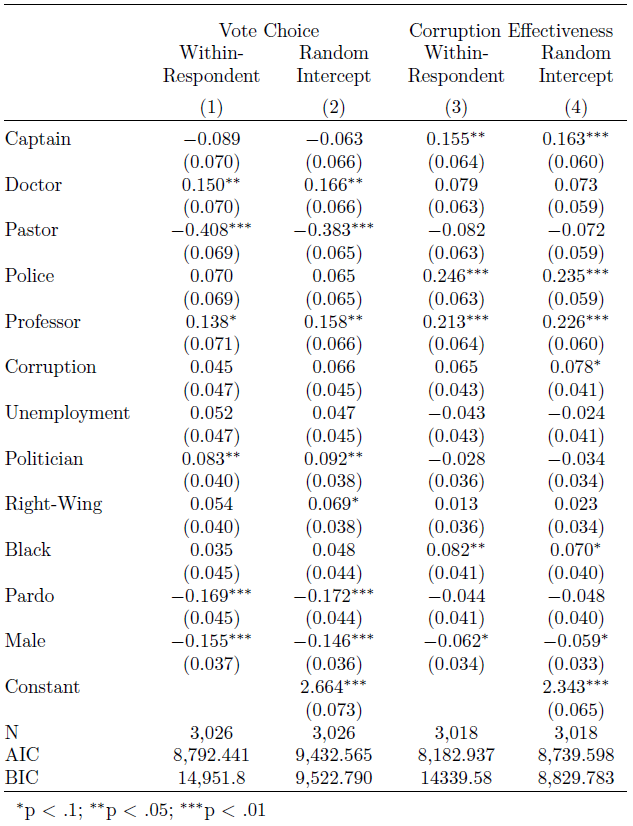 Vote Choice Corruption Effectiveness
Within- Random Within- Random
Respondent Intercept Respondent Intercept
(1) (2) (3) (4)
Captain −0.089 −0.063 0.155** 0.163***
(0.070) (0.066) (0.064) (0.060)
Doctor 0.150** 0.166** 0.079 0.073
(0.070) (0.066) (0.063) (0.059)
Pastor −0.408*** −0.383*** −0.082 −0.072
(0.069) (0.065) (0.063) (0.059)
Police 0.070 0.065 0.246*** 0.235***
(0.069) (0.065) (0.063) (0.059)
Professor 0.138* 0.158** 0.213*** 0.226***
(0.071) (0.066) (0.064) (0.060)
Corruption 0.045 0.066 0.065 0.078*
(0.047) (0.045) (0.043) (0.041)
Unemployment 0.052 0.047 −0.043 −0.024
(0.047) (0.045) (0.043) (0.041)
Politician 0.083** 0.092** −0.028 −0.034
(0.040) (0.038) (0.036) (0.034)
Right-Wing 0.054 0.069* 0.013 0.023
(0.040) (0.038) (0.036) (0.034)
Black 0.035 0.048 0.082** 0.070*
(0.045) (0.044) (0.041) (0.040)
Pardo −0.169*** −0.172*** −0.044 −0.048
(0.045) (0.044) (0.041) (0.040)
Male −0.155*** −0.146*** −0.062* −0.059*
(0.037) (0.036) (0.034) (0.033)
Constant 2.664*** 2.343***
(0.073) (0.065)
N 3,026 3,026 3,018 3,018
AIC 8,792.441 9,432.565 8,182.937 8,739.598
BIC 14,951.8 9,522.790 14339.58 8,829.783
*p < .1; **p < .05; ***p < .01